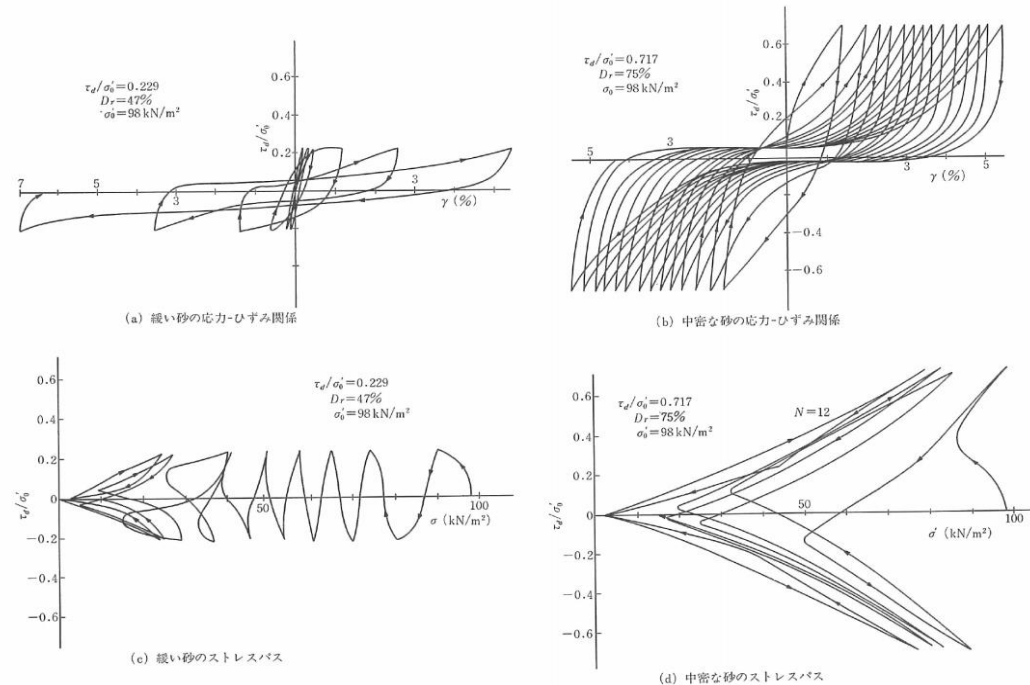 τd/σ0′=0.229
Dr=47%
σ0′=98 kN/m²
τd/σ0′
0.6
0.4
0.2
7
5
3
3
5
γ (%)
(a) 緩い砂の応力-ひずみ関係
τd/σ0′=0.717
Dr=75%
σ0=98 kN/m²
τd/σ0′
0.6
0.4
0.2
5
3
3
5
γ (%)
-0.4
-0.6
(b) 中密な砂の応力-ひずみ関係
τd/σ0′=0.229
Dr=47%
σ0′=98 kN/m²
τd/σ0′
0.6
0.4
0.2
0
-0.2
-0.4
-0.6
50
100
σ (kN/m²)
(c) 緩い砂のストレスパス
τd/σ0′=0.717
Dr=75%
σ0′=98 kN/m²
N=12
τd/σ0′
0.6
0.4
0.2
0
-0.2
-0.4
-0.6
50
100
σ′ (kN/m²)
(d) 中密な砂のストレスパス